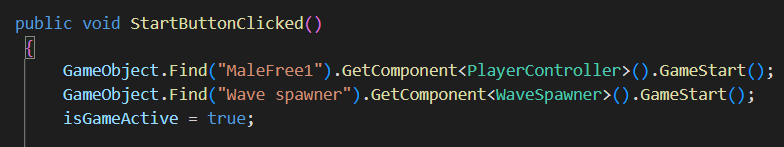 public void StartButtonClicked()
{
GameObject.Find("MaleFree1").GetComponent<PlayerController>().GameStart();
GameObject.Find("Wave spawner").GetComponent<WaveSpawner>().GameStart();
isGameActive = true;